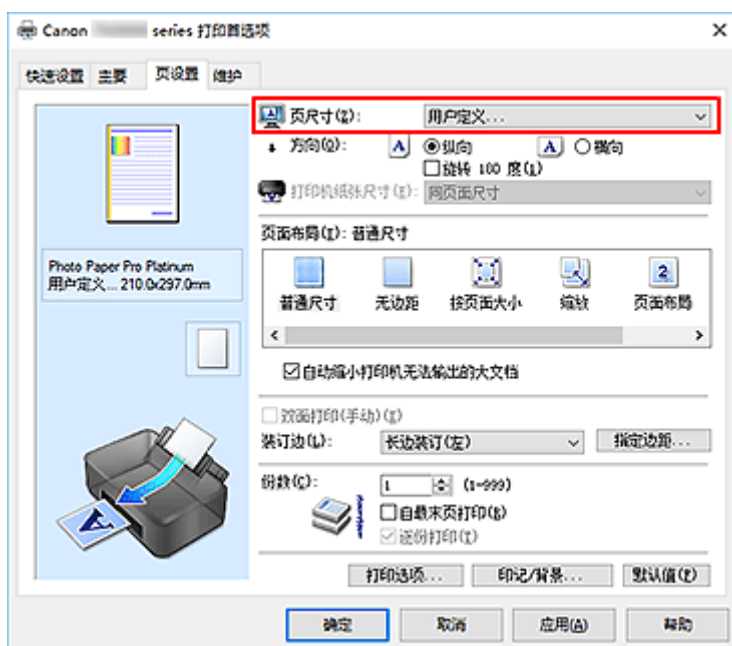 Canon series 打印首选项
快速设置 主要 页设置 维护
页尺寸(Z): 用户定义...
方向(O): A 纵向 A 横向
旋转 180 度(1)
打印机纸张尺寸(E): 同页面尺寸
页面布局(I): 普通尺寸
普通尺寸 无边距 按页面大小 缩放 页面布局
自动缩小打印机无法输出的大文档
双面打印(手动)(X)
装订边(L): 长边装订(左) 指定边距...
份数(C): 1 (1-999)
自最末页打印(B)
逐份打印(T)
打印选项... 印记/背景... 默认值(F)
Photo Paper Pro Platinum
用户定义... 210.0x297.0mm
确定 取消 应用(A) 帮助